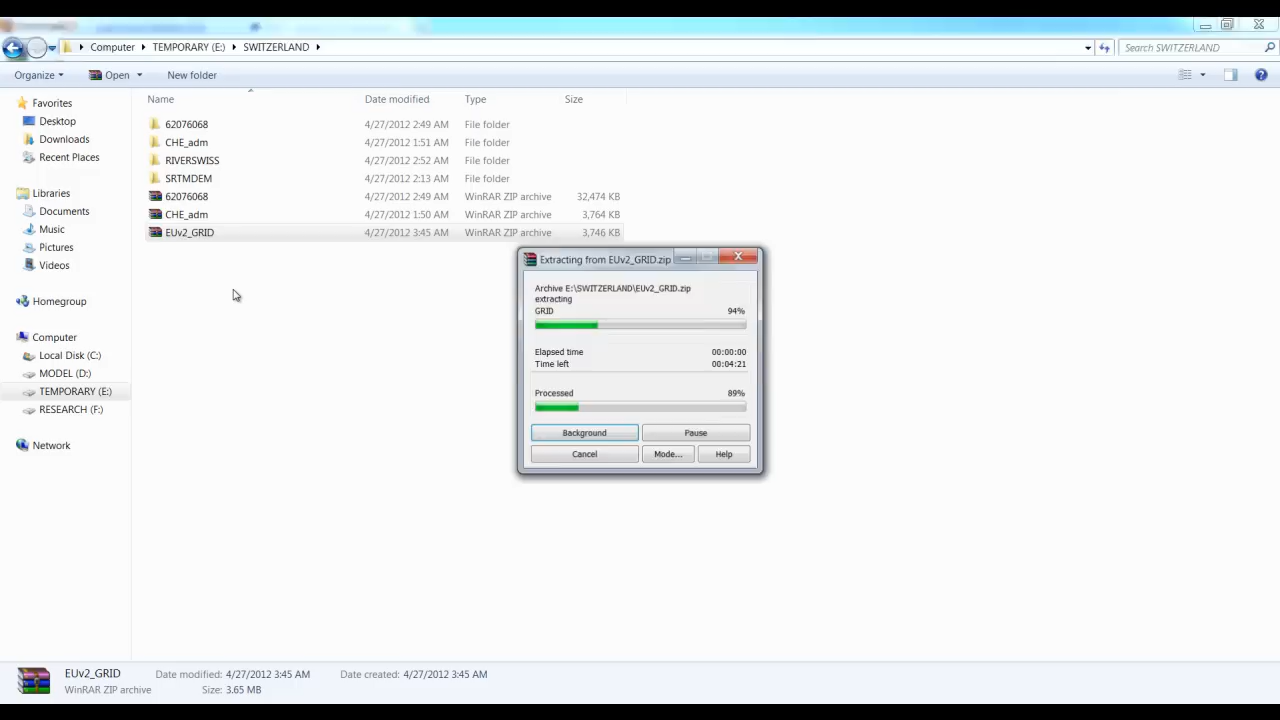 Computer TEMPORARY (E:) SWITZERLAND
Search SWITZERLAND
Organize Open New folder
Favorites
Desktop
Downloads
Recent Places
Libraries
Documents
Music
Pictures
Videos
Homegroup
Computer
Local Disk (C:)
MODEL (D:)
TEMPORARY (E:)
RESEARCH (F:)
Network
Name Date modified Type Size
62076068 4/27/2012 2:49 AM File folder
CHE_adm 4/27/2012 1:51 AM File folder
RIVERSWISS 4/27/2012 2:52 AM File folder
SRTMDEM 4/27/2012 2:13 AM File folder
62076068 4/27/2012 2:49 AM WinRAR ZIP archive 32,474 KB
CHE_adm 4/27/2012 1:50 AM WinRAR ZIP archive 3,764 KB
EUv2_GRID 4/27/2012 3:45 AM WinRAR ZIP archive 3,746 KB
Extracting from EUv2_GRID.zip
Archive E:\SWITZERLAND\EUv2_GRID.zip
extracting
GRID 94%
Elapsed time 00:00:00
Time left 00:04:21
Processed 89%
Background Pause
Cancel Mode... Help
EUv2_GRID Date modified: 4/27/2012 3:45 AM Date created: 4/27/2012 3:45 AM
WinRAR ZIP archive Size: 3.65 MB